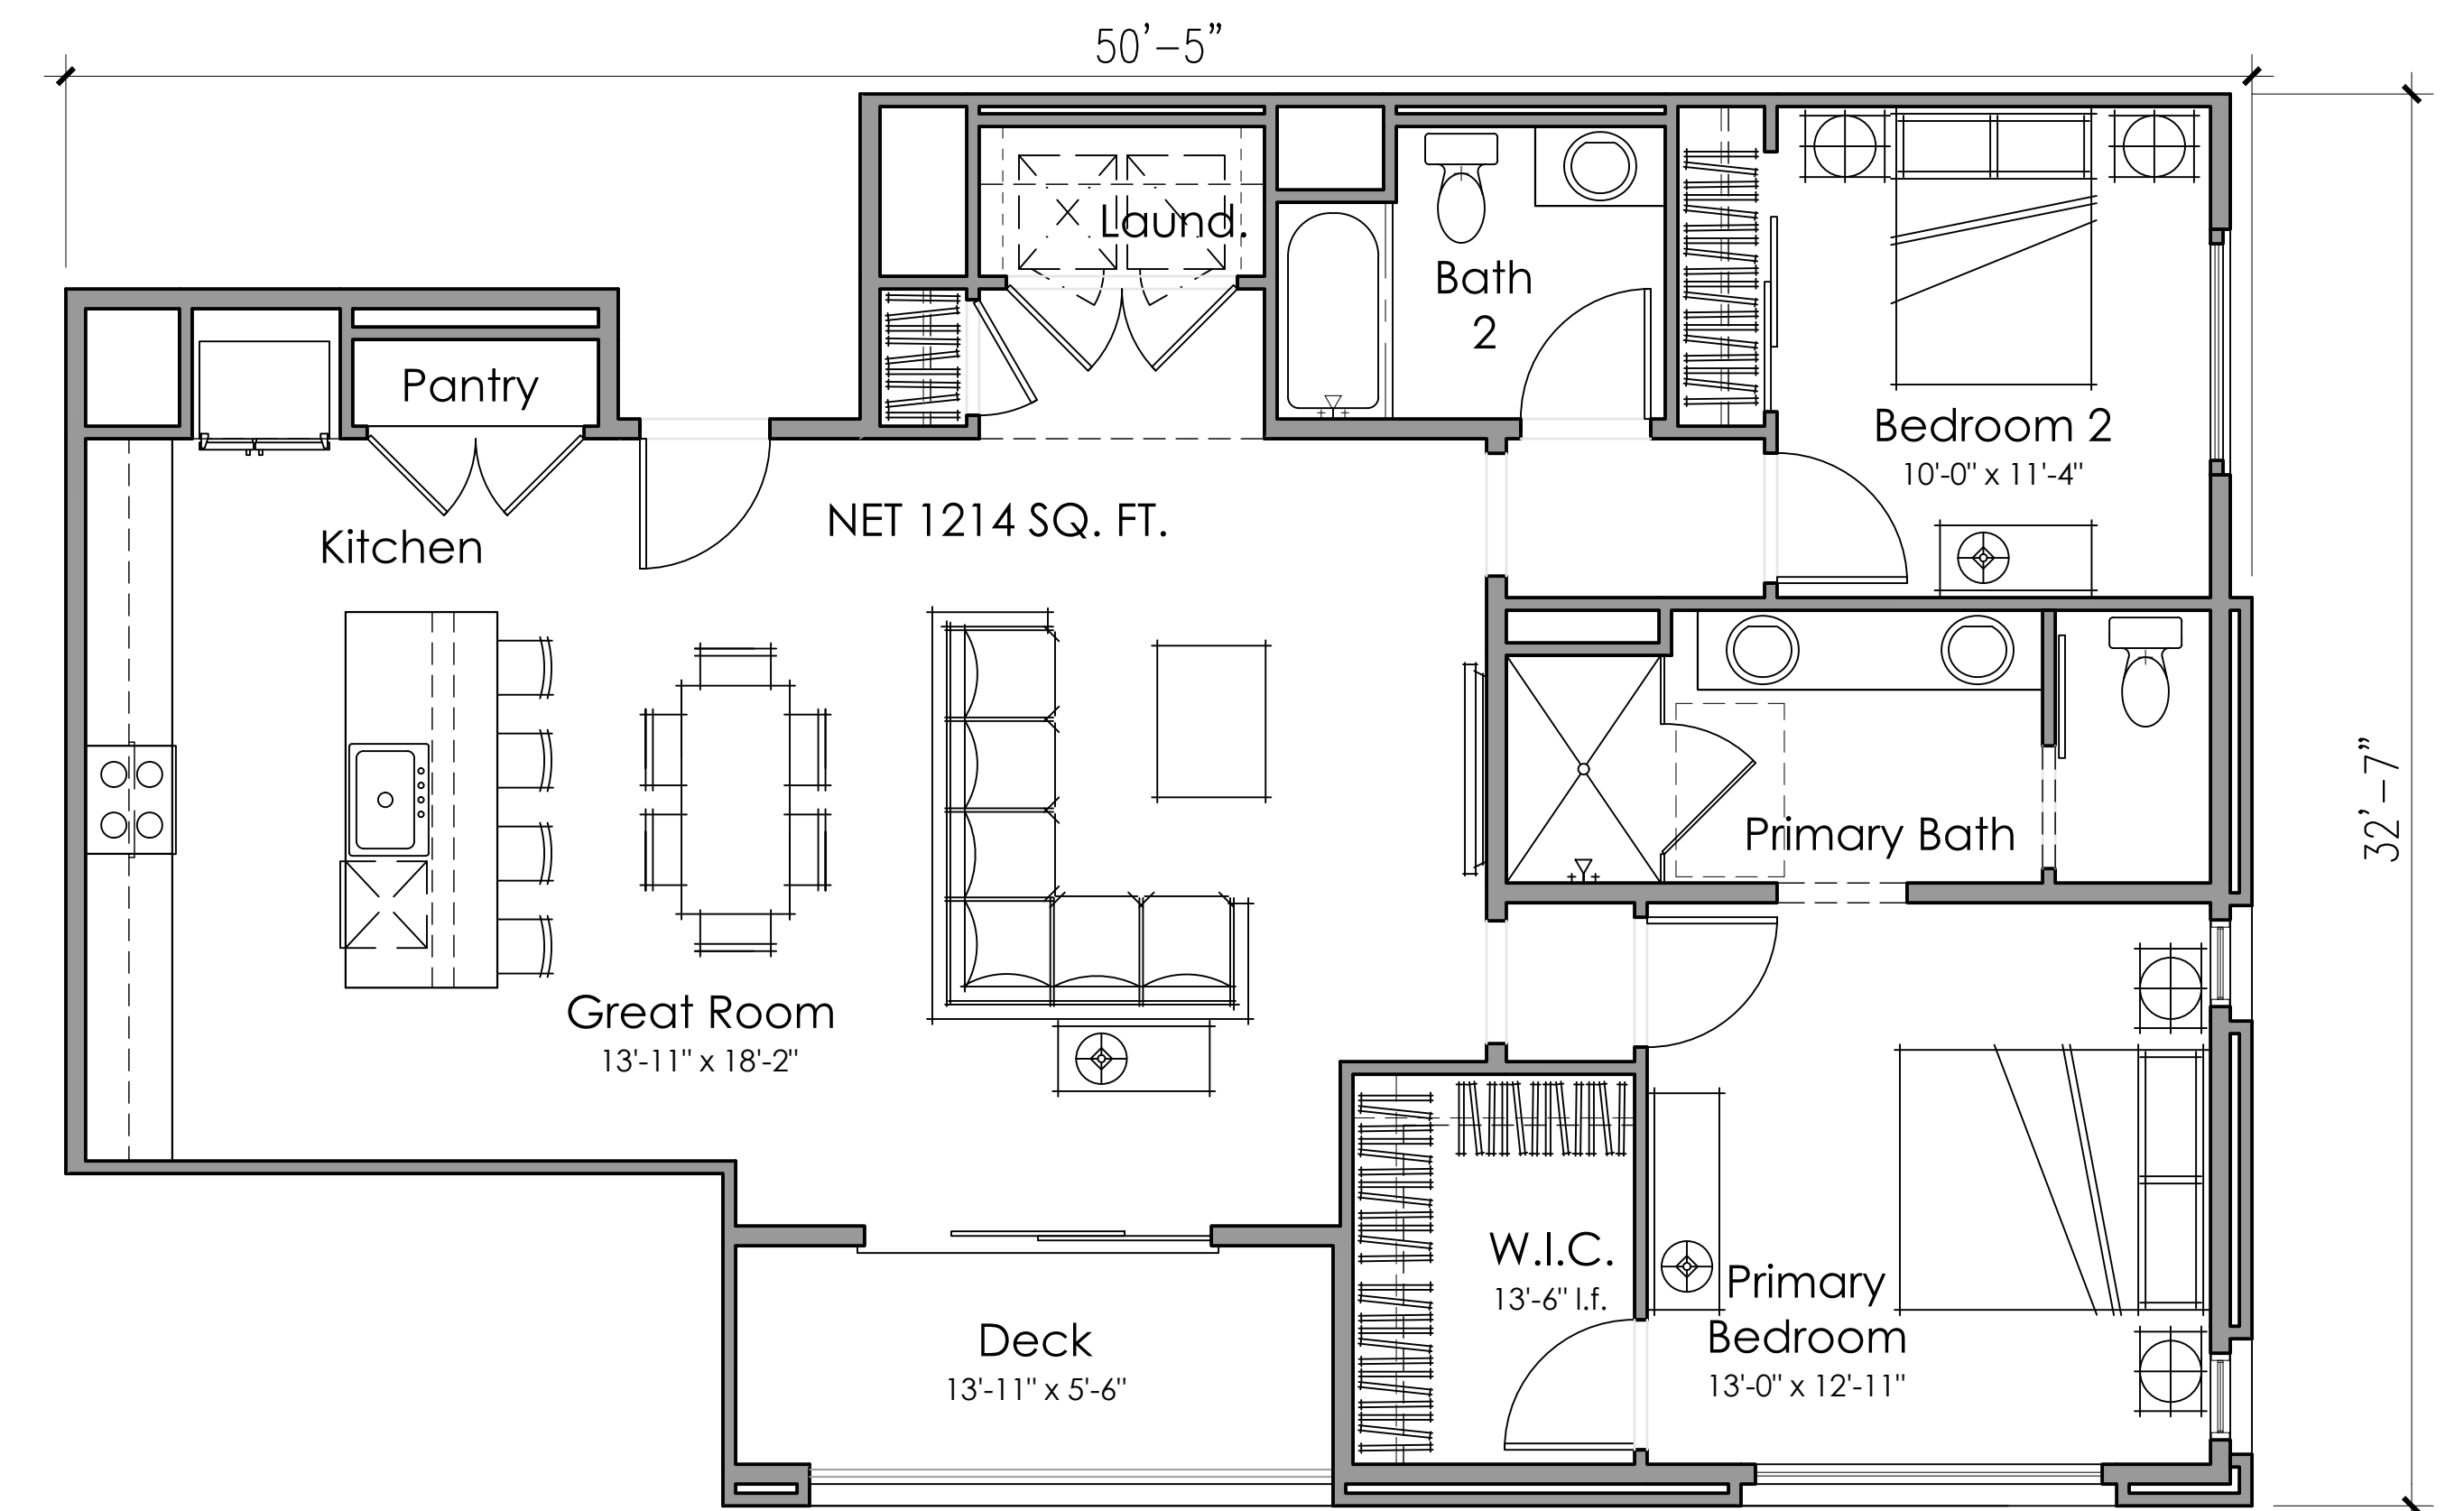 50'-5"
Laund.
Bath
2
Pantry
Bedroom 2
10'-0" x 11'-4"
NET 1214 SQ. FT.
Kitchen
32'-7"
Primary Bath
Great Room
13'-11" x 18'-2"
W.I.C.
13'-6" l.f.
Primary
Bedroom
13'-0" x 12'-11"
Deck
13'-11" x 5'-6"